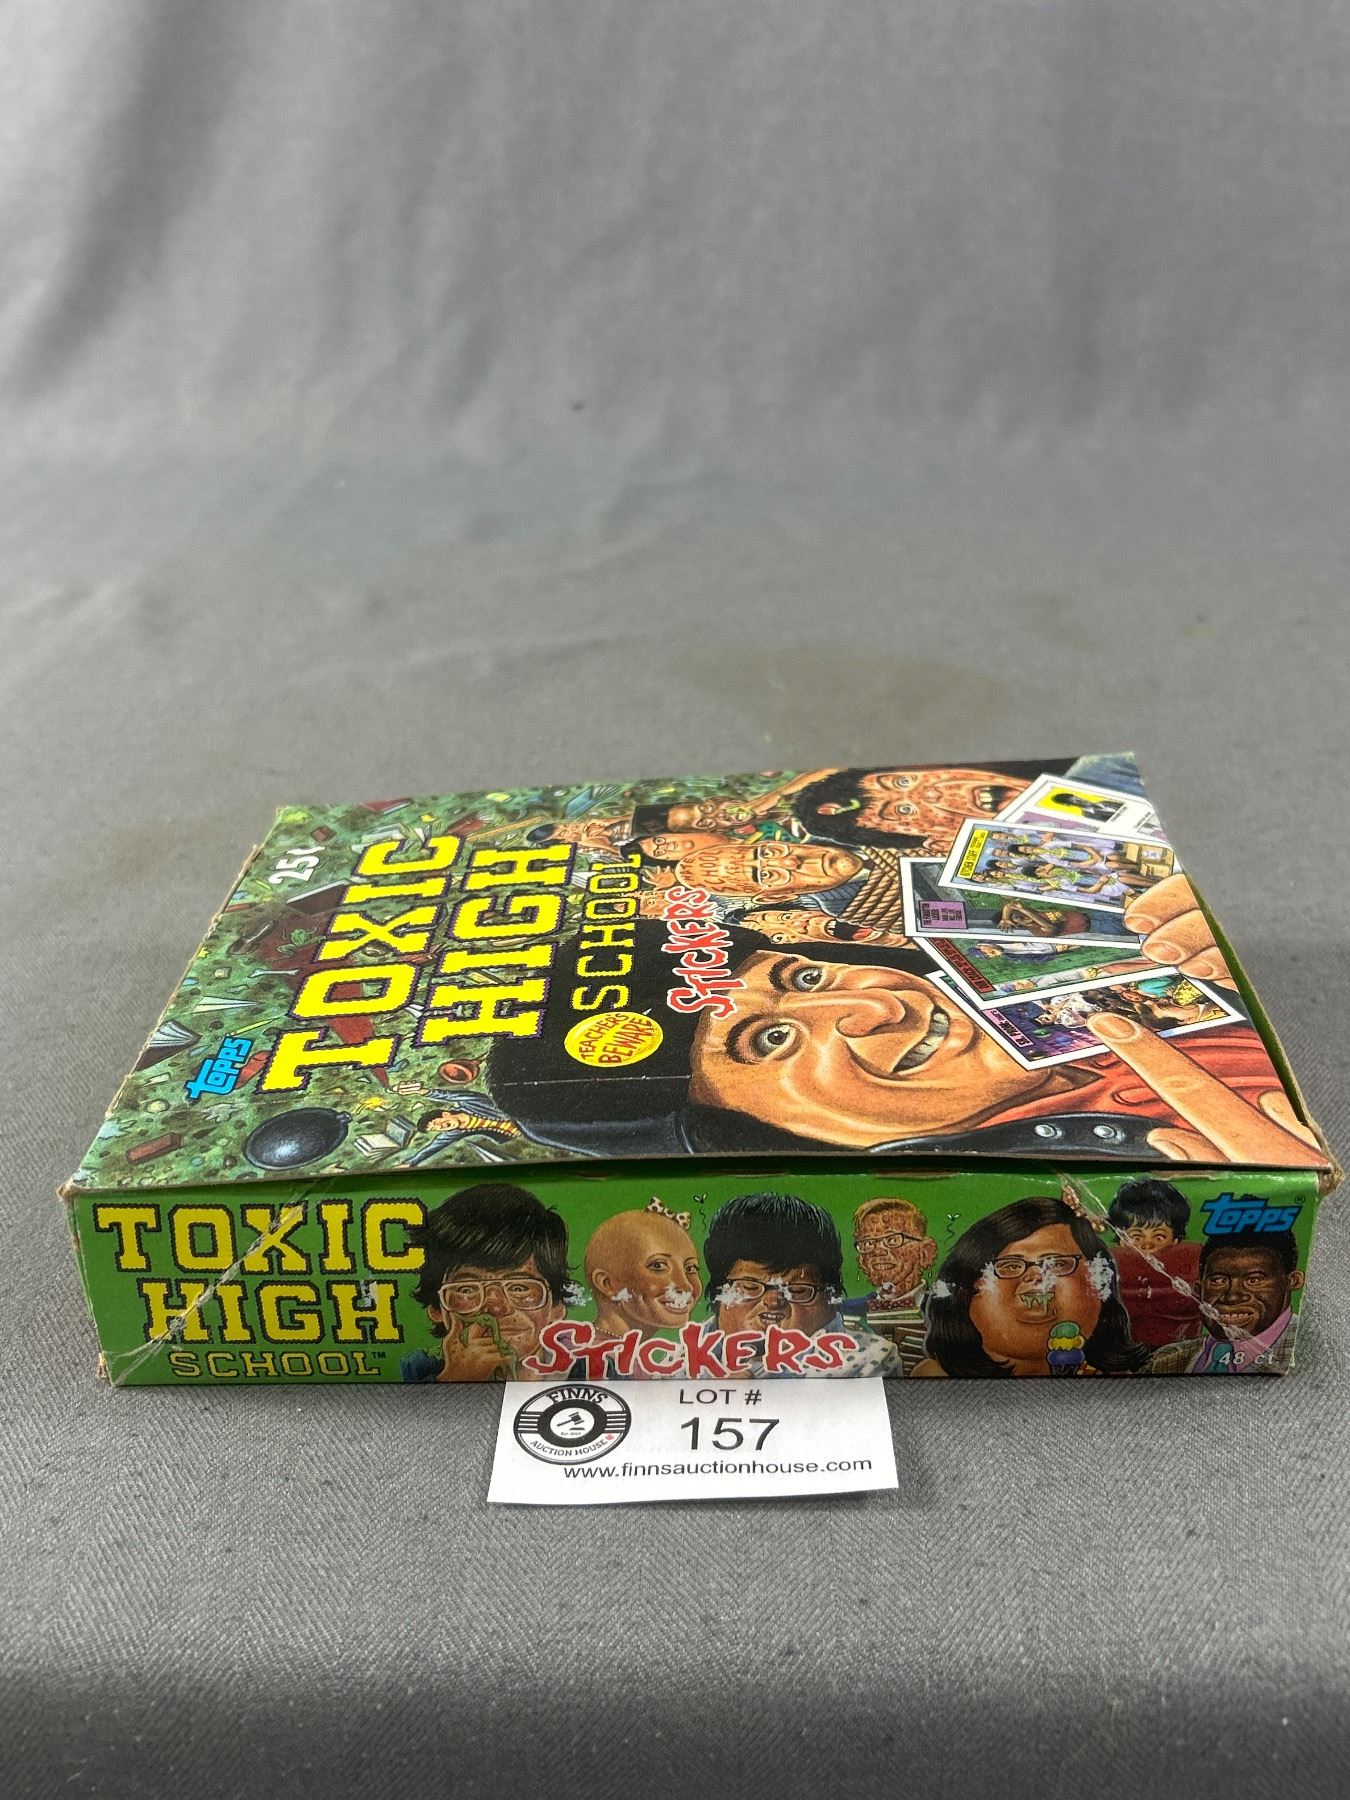 25¢
topps
TOXIC
HIGH
SCHOOL
STICKERS
TEACHERS
BEWARE
TOXIC
HIGH
SCHOOL™
STICKERS
topps®
48 ct
FINNS
AUCTION HOUSE
LOT #
157
www.finnsauctionhouse.com